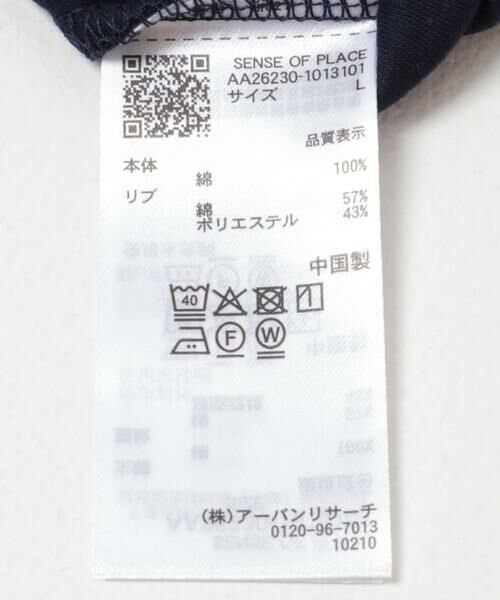 SENSE OF PLACE
AA26230-1013101
サイズ L
品質表示
本体 100%
綿
リブ 57%
綿 43%
ポリエステル
中国製
40
F W
(株)アーバンリサーチ
0120-96-7013
10210